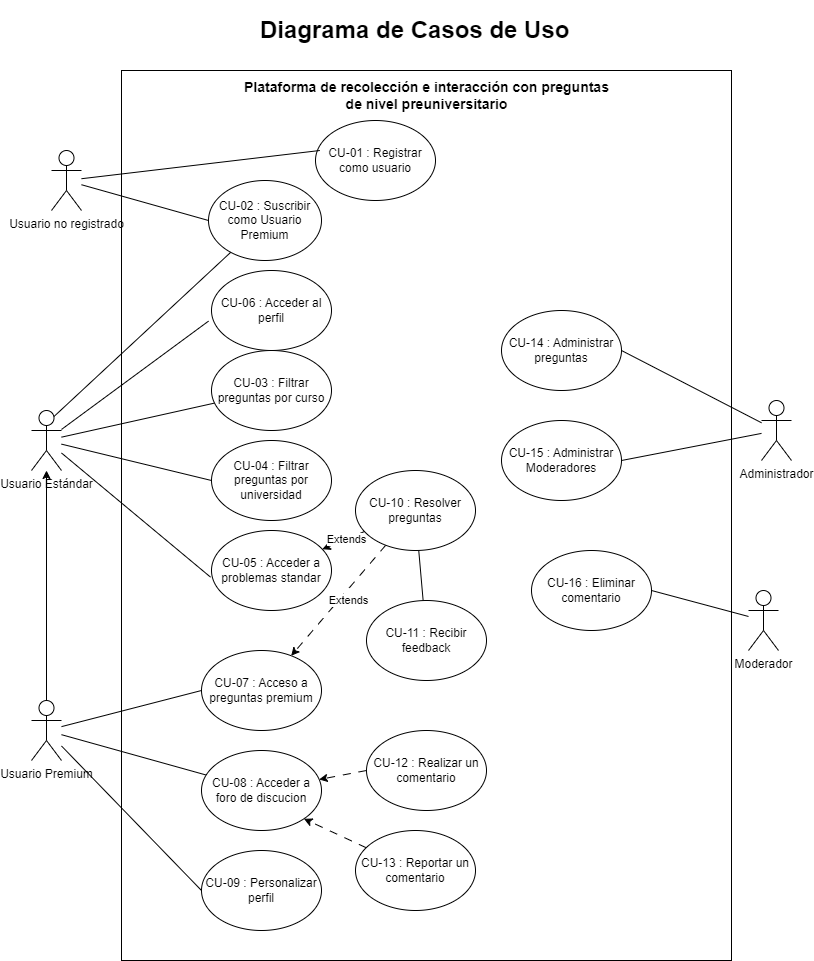 Diagrama de Casos de Uso
Plataforma de recolección e interacción con preguntas
de nivel preuniversitario
CU-01 : Registrar
como usuario
Usuario no registrado
CU-02 : Suscribir
como Usuario
Premium
CU-06 : Acceder al
perfil
CU-14 : Administrar
preguntas
CU-03 : Filtrar
preguntas por curso
Usuario Estándar
CU-15 : Administrar
Moderadores
Administrador
CU-04 : Filtrar
preguntas por
universidad
CU-10 : Resolver
preguntas
Extends
CU-05 : Acceder a
problemas standar
CU-16 : Eliminar
comentario
Extends
CU-11 : Recibir
feedback
Moderador
CU-07 : Acceso a
preguntas premium
Usuario Premium
CU-08 : Acceder a
foro de discucion
CU-12 : Realizar un
comentario
CU-13 : Reportar un
comentario
CU-09 : Personalizar
perfil